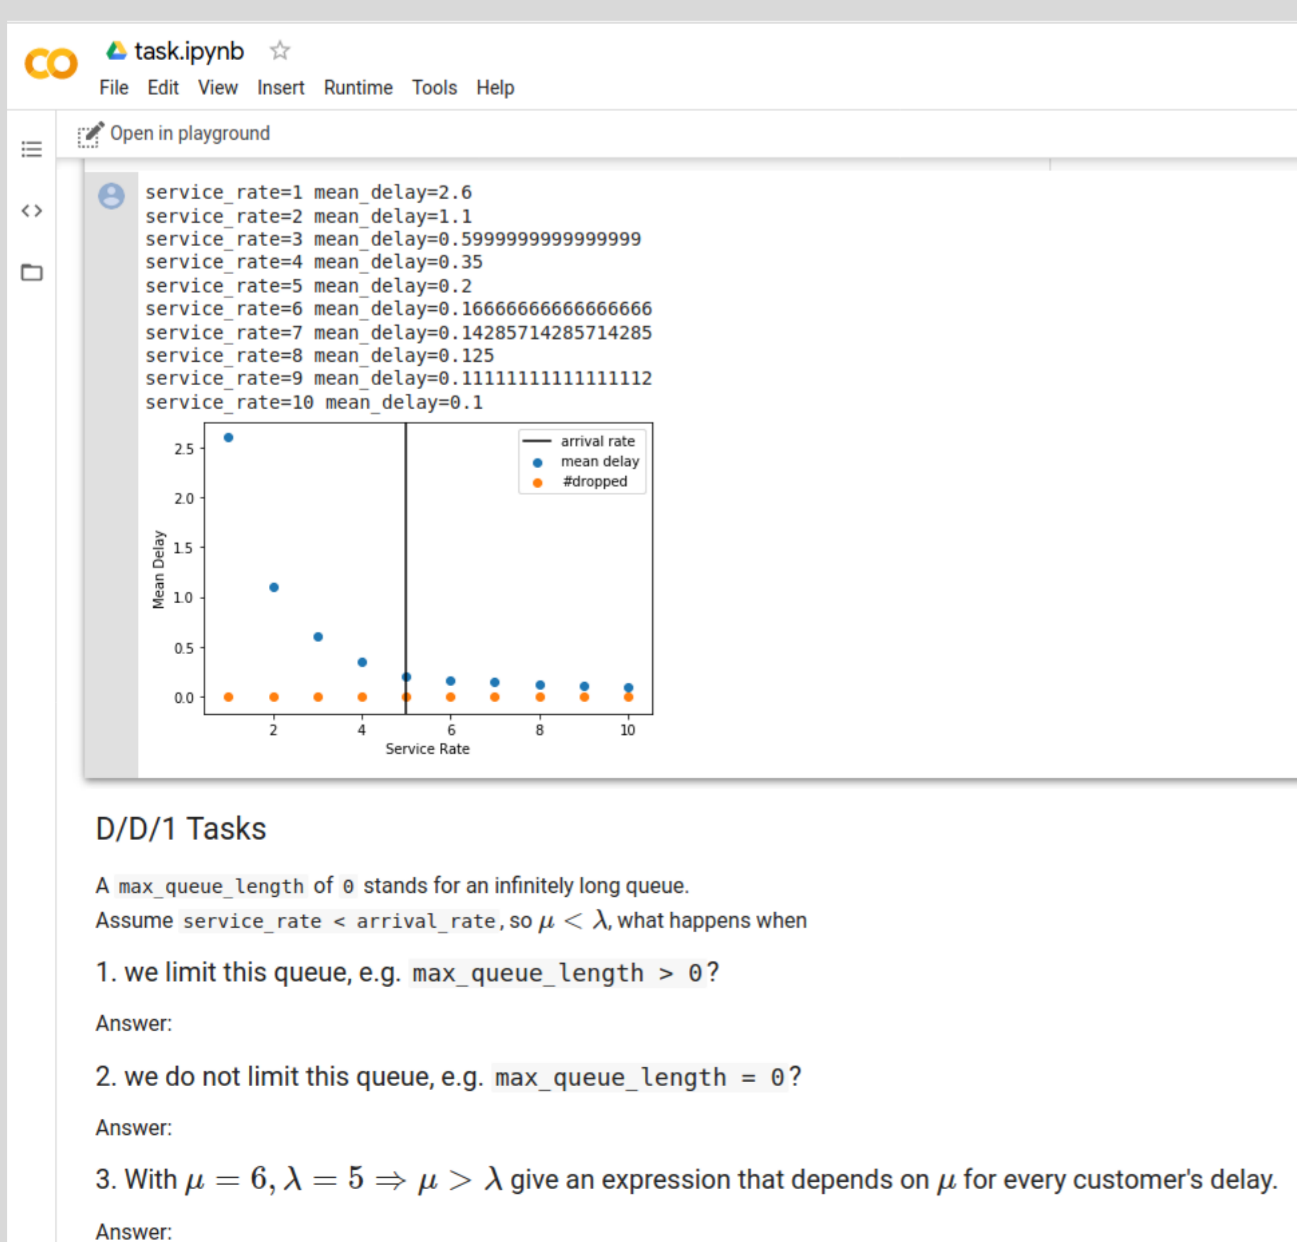 task.ipynb
File Edit View Insert Runtime Tools Help
Open in playground
service_rate=1 mean_delay=2.6
service_rate=2 mean_delay=1.1
service_rate=3 mean_delay=0.5999999999999999
service_rate=4 mean_delay=0.35
service_rate=5 mean_delay=0.2
service_rate=6 mean_delay=0.16666666666666666
service_rate=7 mean_delay=0.14285714285714285
service_rate=8 mean_delay=0.125
service_rate=9 mean_delay=0.11111111111111112
service_rate=10 mean_delay=0.1
arrival rate
mean delay
#dropped
2.5
2.0
1.5
1.0
0.5
0.0
Mean Delay
2 4 6 8 10
Service Rate
D/D/1 Tasks
A max_queue_length of 0 stands for an infinitely long queue.
Assume service_rate < arrival_rate, so μ < λ, what happens when
1. we limit this queue, e.g. max_queue_length > 0?
Answer:
2. we do not limit this queue, e.g. max_queue_length = 0?
Answer:
3. With μ = 6, λ = 5 ⇒ μ > λ give an expression that depends on μ for every customer's delay.
Answer: